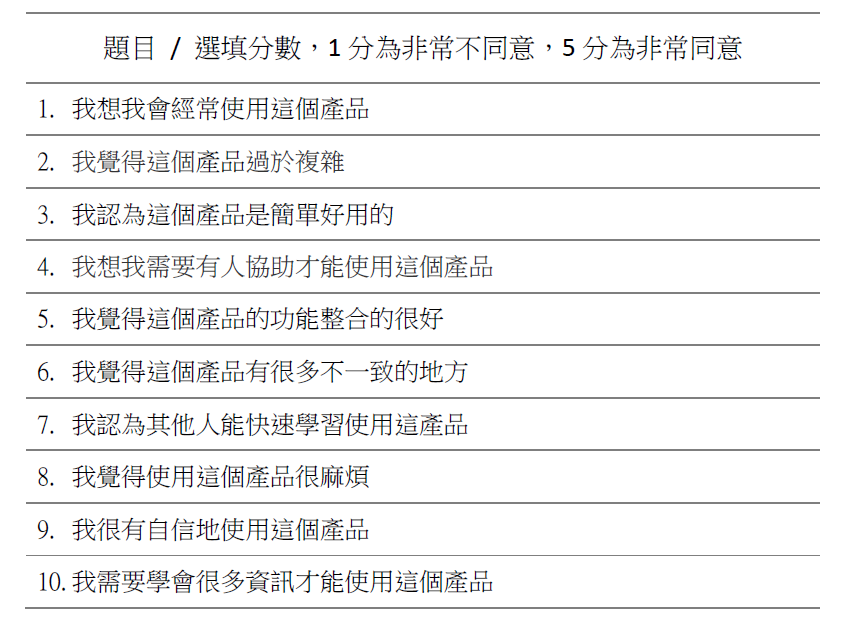 題目 / 選填分數，1 分為非常不同意，5 分為非常同意
1. 我想我會經常使用這個產品
2. 我覺得這個產品過於複雜
3. 我認為這個產品是簡單好用的
4. 我想我需要有人協助才能使用這個產品
5. 我覺得這個產品的功能整合的很好
6. 我覺得這個產品有很多不一致的地方
7. 我認為其他人能快速學習使用這產品
8. 我覺得使用這個產品很麻煩
9. 我很有自信地使用這個產品
10. 我需要學會很多資訊才能使用這個產品